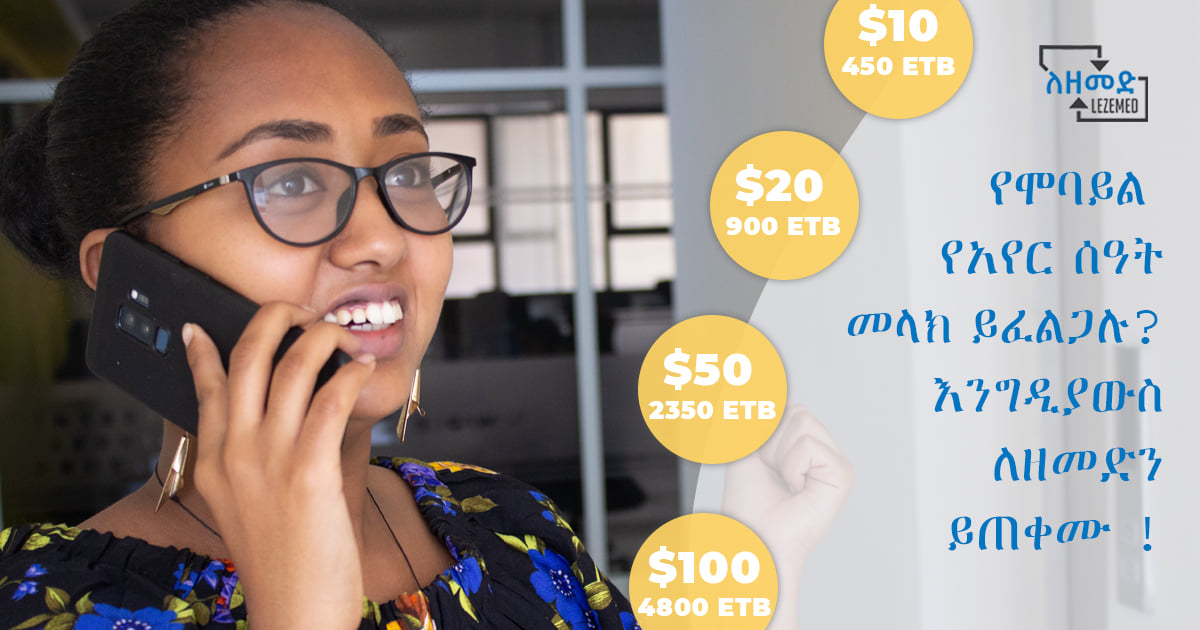 $10
450 ETB
$20
900 ETB
$50
2350 ETB
$100
4800 ETB
ለዘመድ
LEZEMED
የሞባይል
የአየር ሰዓት
መላክ ይፈልጋሉ?
እንግዲያውስ
ለዘመድን
ይጠቀሙ !